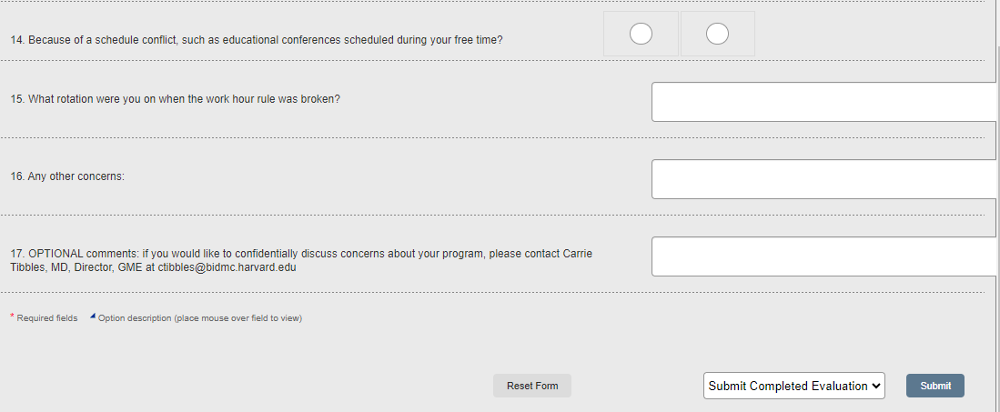 14. Because of a schedule conflict, such as educational conferences scheduled during your free time?
15. What rotation were you on when the work hour rule was broken?
16. Any other concerns:
17. OPTIONAL comments: if you would like to confidentially discuss concerns about your program, please contact Carrie
Tibbles, MD, Director, GME at ctibbles@bidmc.harvard.edu
* Required fields Option description (place mouse over field to view)
Reset Form Submit Completed Evaluation Submit